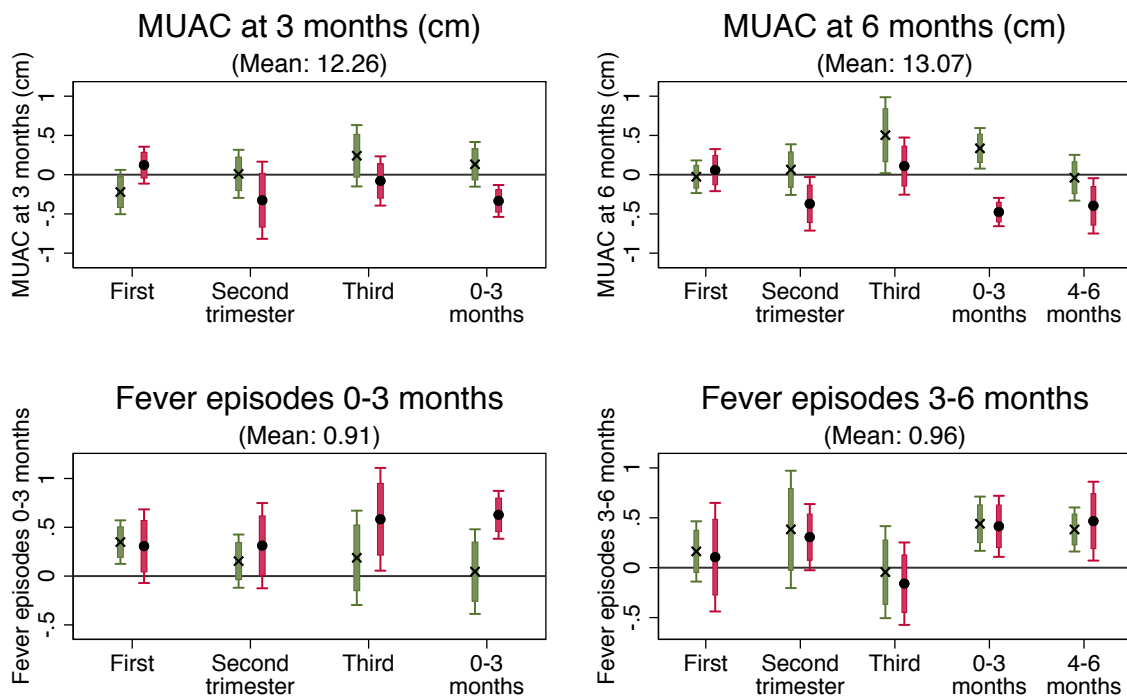 MUAC at 3 months (cm)
(Mean: 12.26)
MUAC at 3 months (cm)
1
.5
0
-.5
-1
First
Second
trimester
Third
0-3
months
MUAC at 6 months (cm)
(Mean: 13.07)
MUAC at 6 months (cm)
1
.5
0
-.5
-1
First
Second
trimester
Third
0-3
months
4-6
months
Fever episodes 0-3 months
(Mean: 0.91)
Fever episodes 0-3 months
1
.5
0
-.5
First
Second
trimester
Third
0-3
months
Fever episodes 3-6 months
(Mean: 0.96)
Fever episodes 3-6 months
1
.5
0
-.5
First
Second
trimester
Third
0-3
months
4-6
months